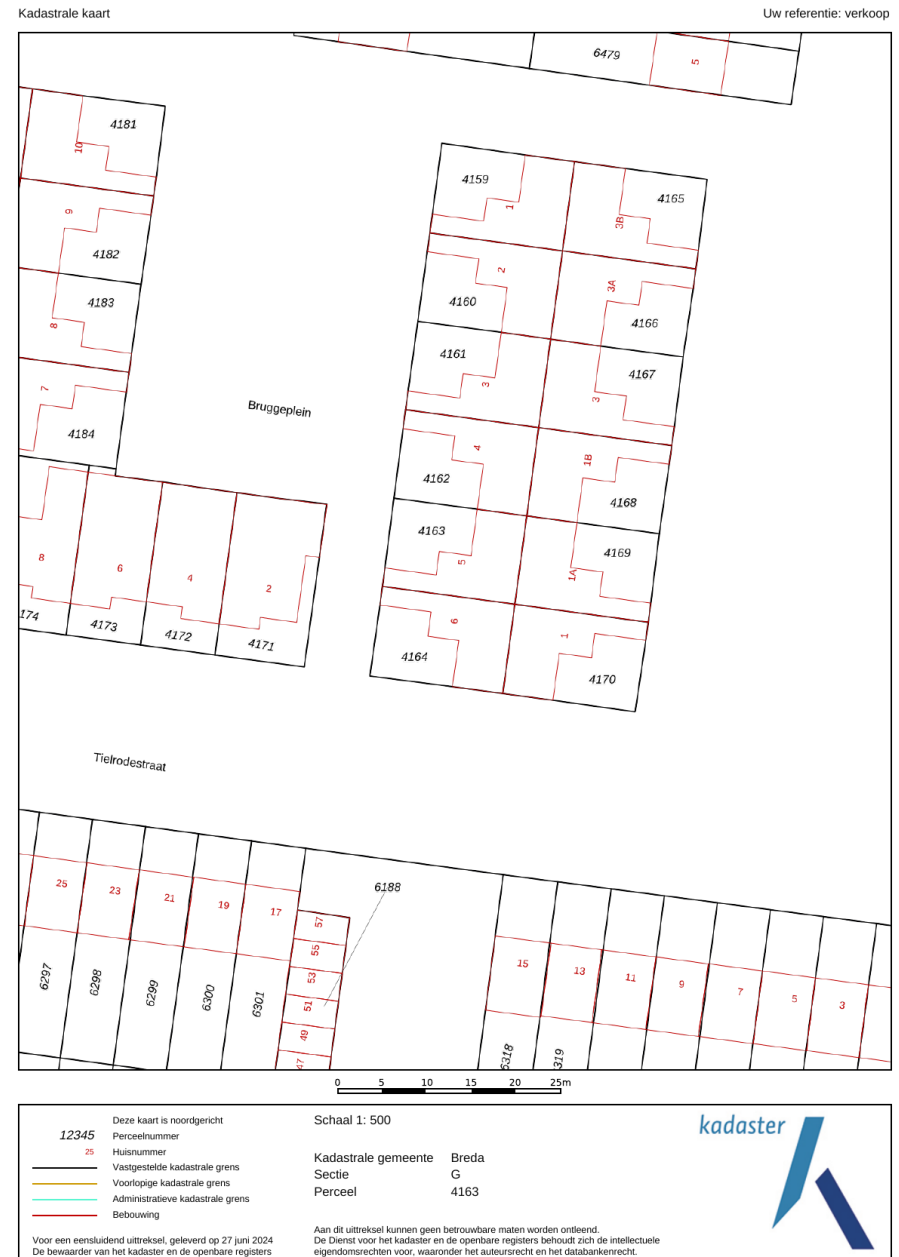 Kadastrale kaart
Uw referentie: verkoop
6479
5
4181
10
9
4182
4183
8
7
4184
4159
1
4165
3B
2
4160
3A
4166
4161
3
4167
3
Bruggeplein
4
4162
1B
4168
4163
5
4169
1A
6
4164
1
4170
8
6
4
2
174
4173
4172
4171
Tielrodestraat
25
23
21
19
17
6188
57
55
53
51
49
47
6297
6298
6299
6300
6301
15
13
11
9
7
5
3
6318
319
0 5 10 15 20 25m
Deze kaart is noordgericht
12345 Perceelnummer
25 Huisnummer
Vastgestelde kadastrale grens
Voorlopige kadastrale grens
Administratieve kadastrale grens
Bebouwing
Voor een eensluidend uittreksel, geleverd op 27 juni 2024
De bewaarder van het kadaster en de openbare registers
Schaal 1: 500
Kadastrale gemeente Breda
Sectie G
Perceel 4163
Aan dit uittreksel kunnen geen betrouwbare maten worden ontleend.
De Dienst voor het kadaster en de openbare registers behoudt zich de intellectuele
eigendomsrechten voor, waaronder het auteursrecht en het databankenrecht.
kadaster